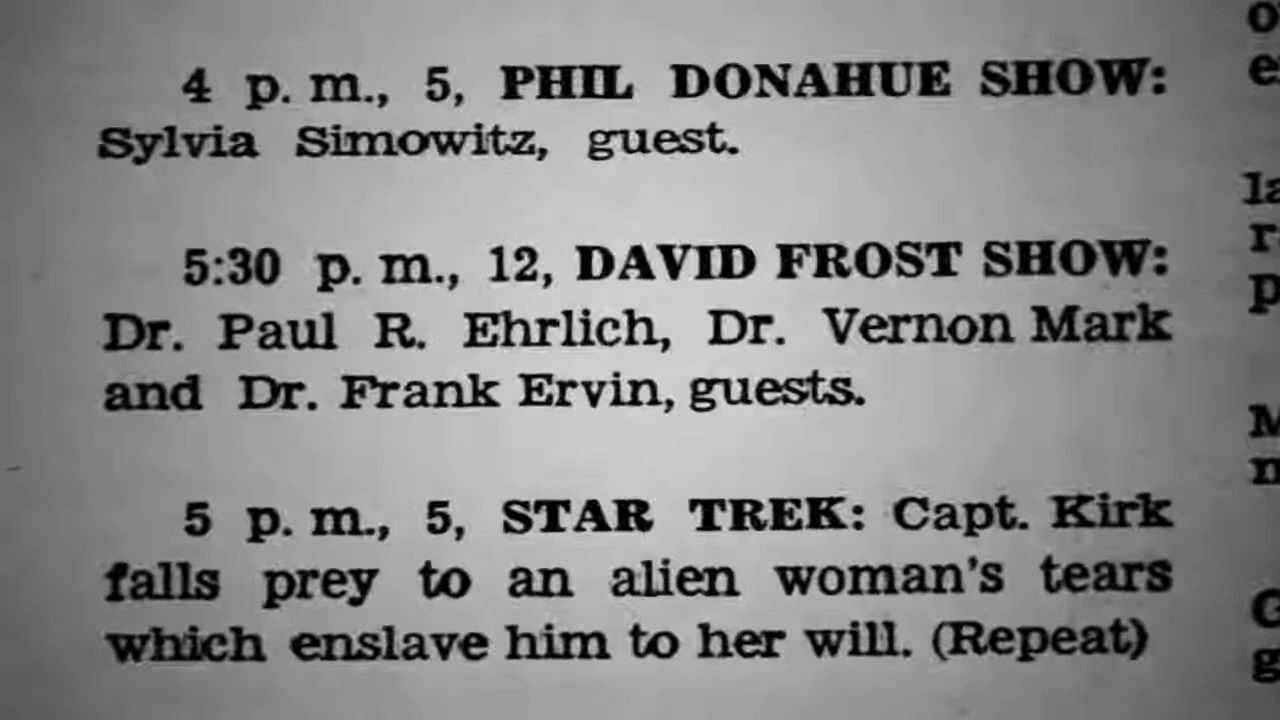 4 p. m., 5, PHIL DONAHUE SHOW:
Sylvia Simowitz, guest.
5:30 p. m., 12, DAVID FROST SHOW:
Dr. Paul R. Ehrlich, Dr. Vernon Mark
and Dr. Frank Ervin, guests.
5 p. m., 5, STAR TREK: Capt. Kirk
falls prey to an alien woman's tears
which enslave him to her will. (Repeat)